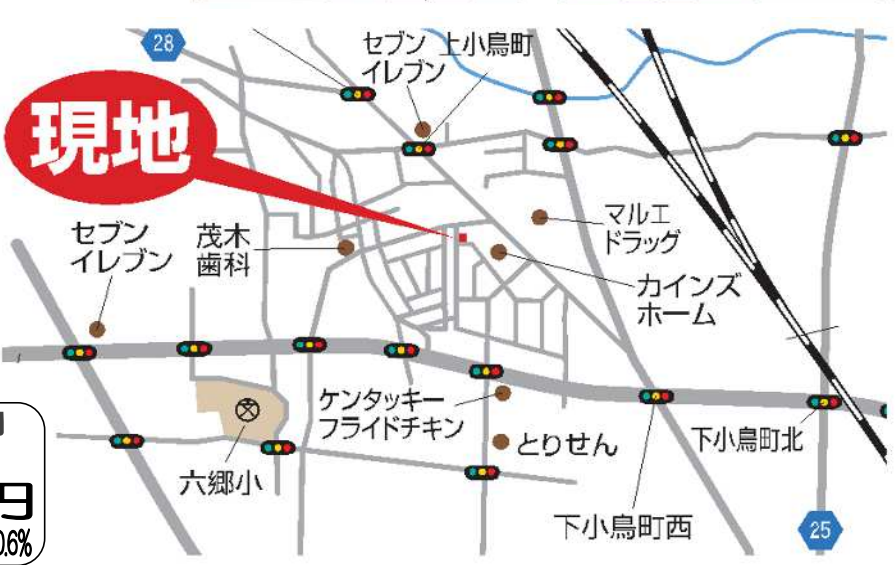 28
セブン
イレブン
上小鳥町
現地
セブン
イレブン
茂木
歯科
マルエ
ドラッグ
カインズ
ホーム
ケンタッキー
フライドチキン
とりせん
六郷小
下小鳥町北
下小鳥町西
25